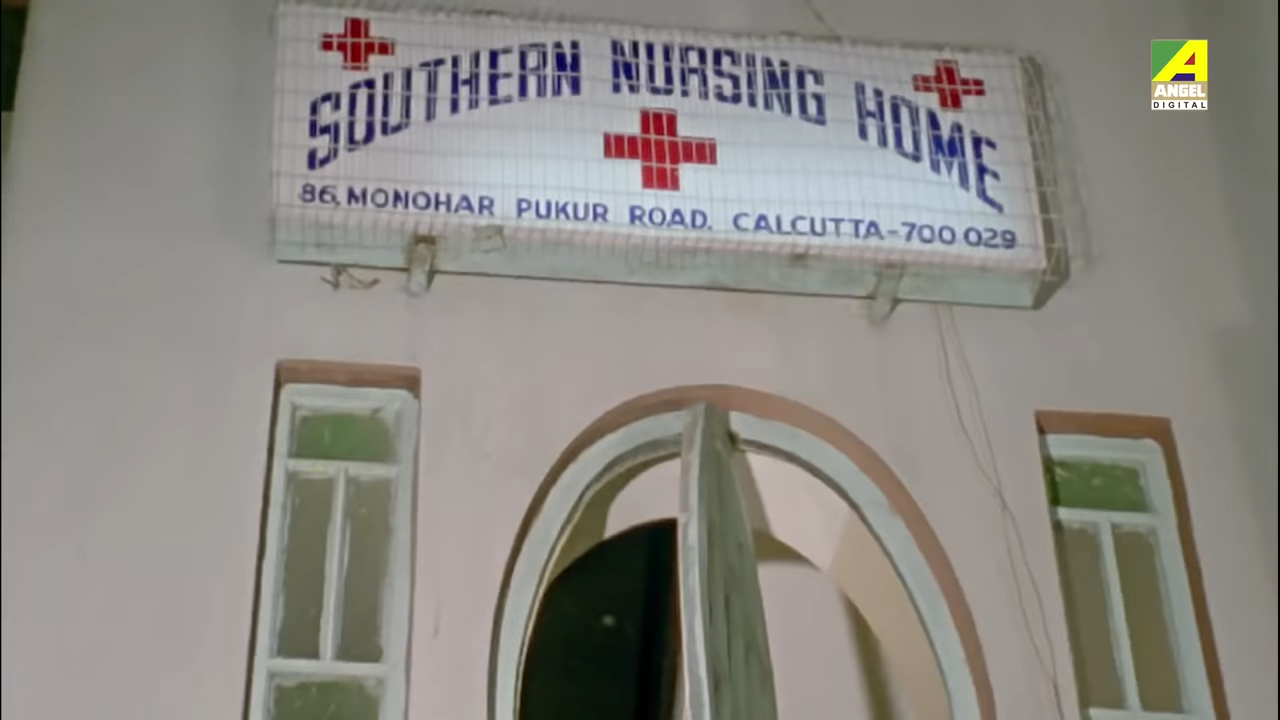 SOUTHERN NURSING HOME
86, MONOHAR PUKUR ROAD. CALCUTTA-700 029
A
ANGEL
DIGITAL